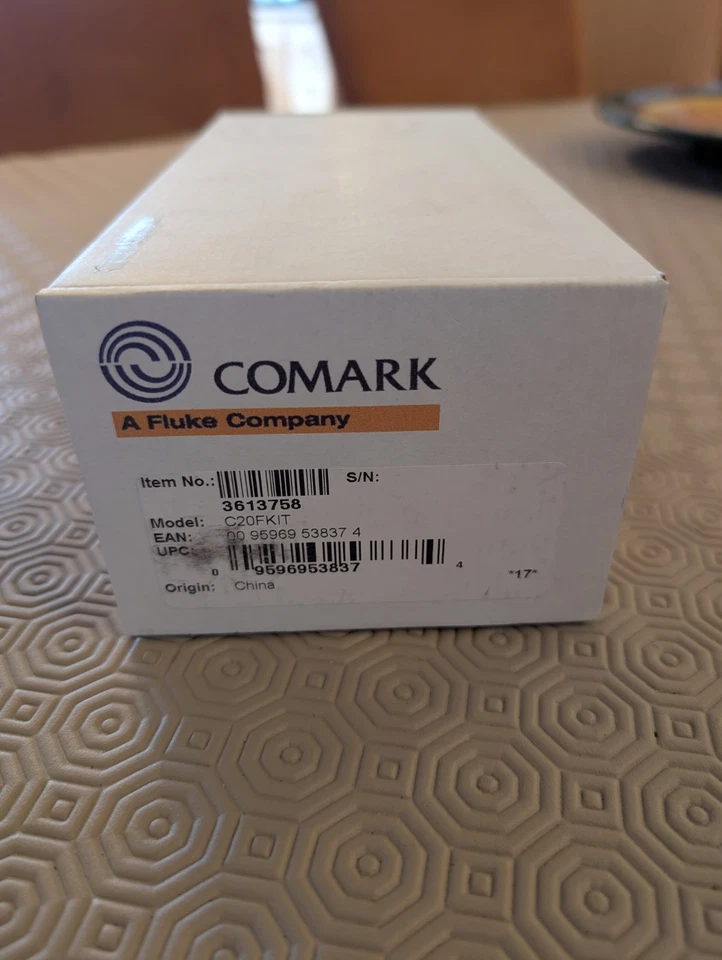 COMARK
A Fluke Company
Item No.: S/N:
3613758
Model: C20FKIT
EAN: 00 95969 53837 4
UPC:
0 9596953837 4
*17*
Origin: China